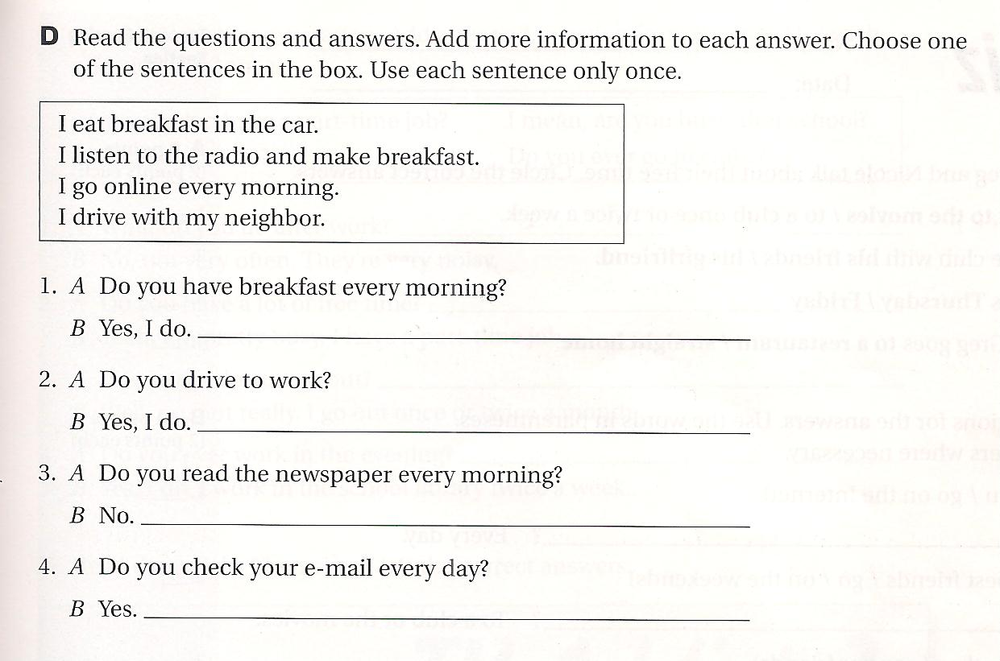 D Read the questions and answers. Add more information to each answer. Choose one
of the sentences in the box. Use each sentence only once.
I eat breakfast in the car.
I listen to the radio and make breakfast.
I go online every morning.
I drive with my neighbor.
1. A Do you have breakfast every morning?
B Yes, I do.
2. A Do you drive to work?
B Yes, I do.
3. A Do you read the newspaper every morning?
B No.
4. A Do you check your e-mail every day?
B Yes.